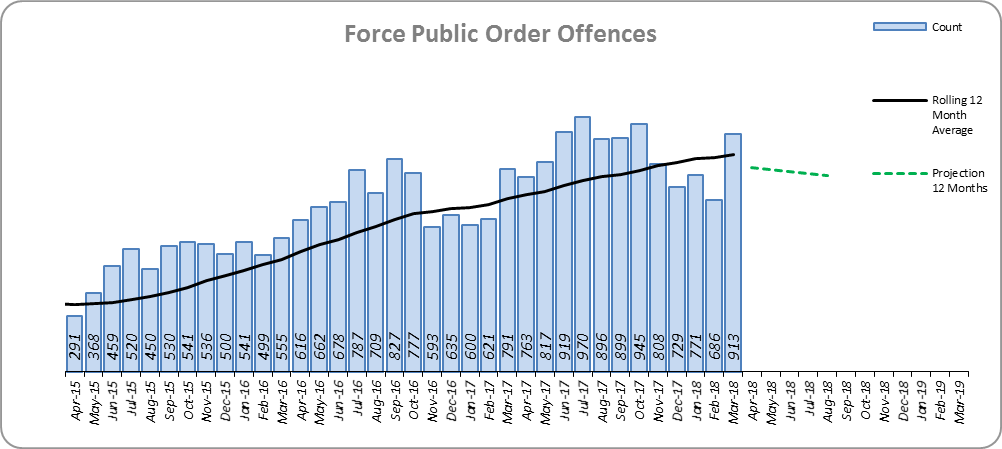 Force Public Order Offences
Count
Rolling 12
Month
Average
Projection
12 Months
291 368 459 520 450 530 541 536 500 541 499 555 616 662 678 787 709 827 777 593 635 600 621 791 763 817 919 970 896 899 945 808 729 771 686 913
Apr-15 May-15 Jun-15 Jul-15 Aug-15 Sep-15 Oct-15 Nov-15 Dec-15 Jan-16 Feb-16 Mar-16 Apr-16 May-16 Jun-16 Jul-16 Aug-16 Sep-16 Oct-16 Nov-16 Dec-16 Jan-17 Feb-17 Mar-17 Apr-17 May-17 Jun-17 Jul-17 Aug-17 Sep-17 Oct-17 Nov-17 Dec-17 Jan-18 Feb-18 Mar-18 Apr-18 May-18 Jun-18 Jul-18 Aug-18 Sep-18 Oct-18 Nov-18 Dec-18 Jan-19 Feb-19 Mar-19